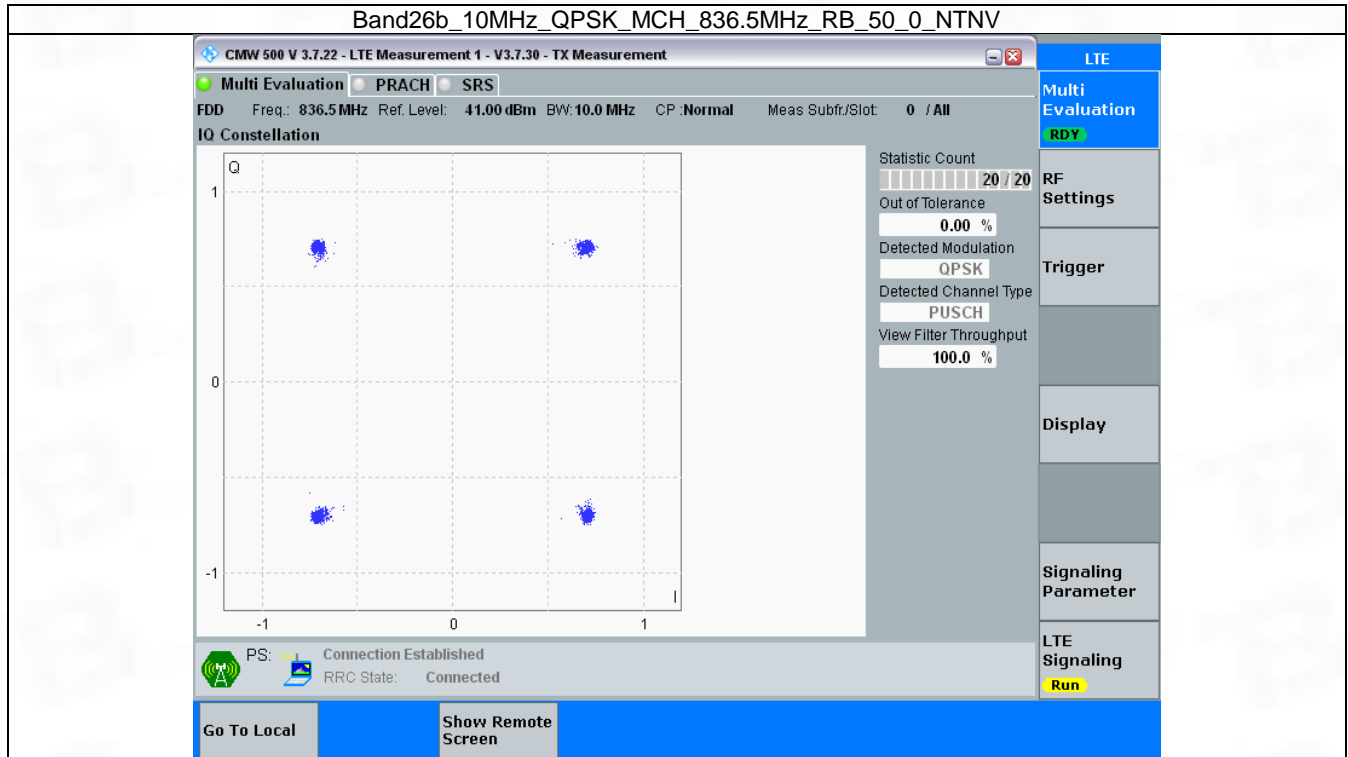 Band26b_10MHz_QPSK_MCH_836.5MHz_RB_50_0_NTNV
CMW 500 V 3.7.22 - LTE Measurement 1 - V3.7.30 - TX Measurement
LTE
Multi Evaluation PRACH SRS
FDD Freq.: 836.5 MHz Ref. Level: 41.00 dBm BW: 10.0 MHz CP :Normal Meas Subfr./Slot: 0 / All
IQ Constellation
Q
1
0
-1
I
-1 0 1
Statistic Count
20 / 20
Out of Tolerance
0.00 %
Detected Modulation
QPSK
Detected Channel Type
PUSCH
View Filter Throughput
100.0 %
Multi
Evaluation
RDY
RF
Settings
Trigger
Display
Signaling
Parameter
LTE
Signaling
Run
PS: Connection Established
RRC State: Connected
Go To Local
Show Remote
Screen